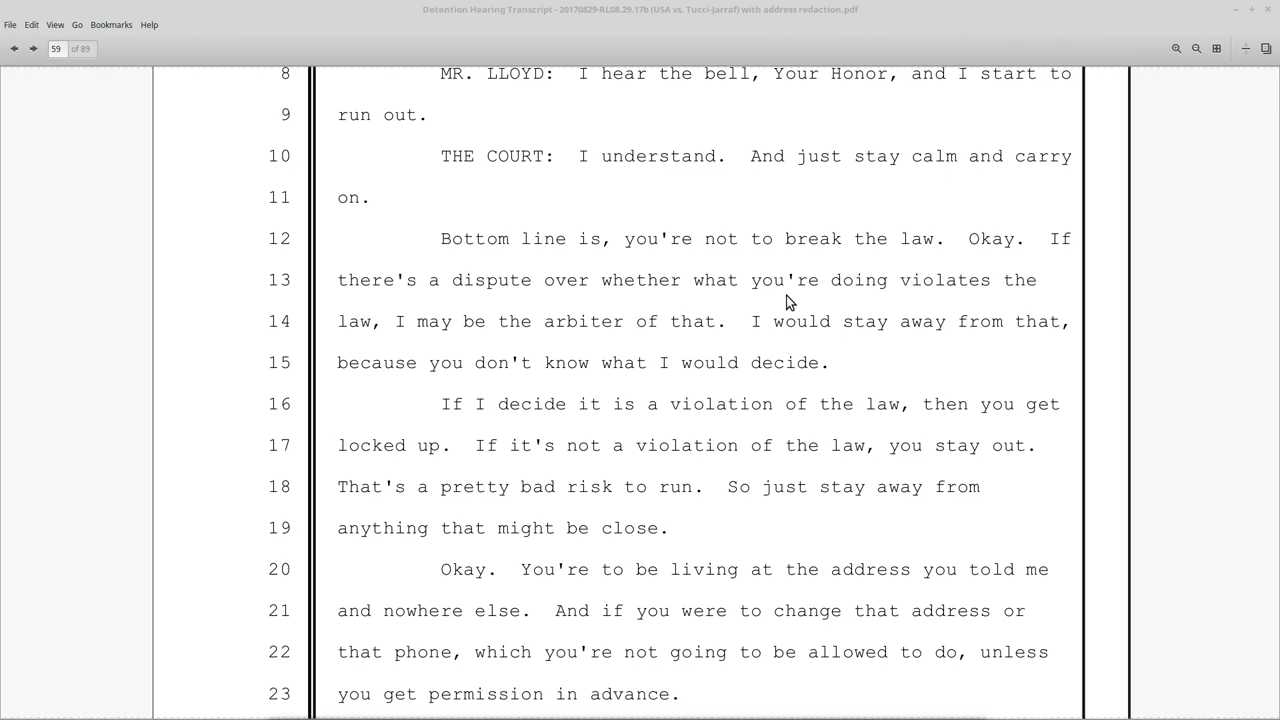 Detention Hearing Transcript - 20170829-RL08.29.17b (USA vs. Tucci-Jarraf) with address redaction.pdf
File Edit View Go Bookmarks Help
59 of 89
8 MR. LLOYD: I hear the bell, Your Honor, and I start to
9 run out.
10 THE COURT: I understand. And just stay calm and carry
11 on.
12 Bottom line is, you're not to break the law. Okay. If
13 there's a dispute over whether what you're doing violates the
14 law, I may be the arbiter of that. I would stay away from that,
15 because you don't know what I would decide.
16 If I decide it is a violation of the law, then you get
17 locked up. If it's not a violation of the law, you stay out.
18 That's a pretty bad risk to run. So just stay away from
19 anything that might be close.
20 Okay. You're to be living at the address you told me
21 and nowhere else. And if you were to change that address or
22 that phone, which you're not going to be allowed to do, unless
23 you get permission in advance.